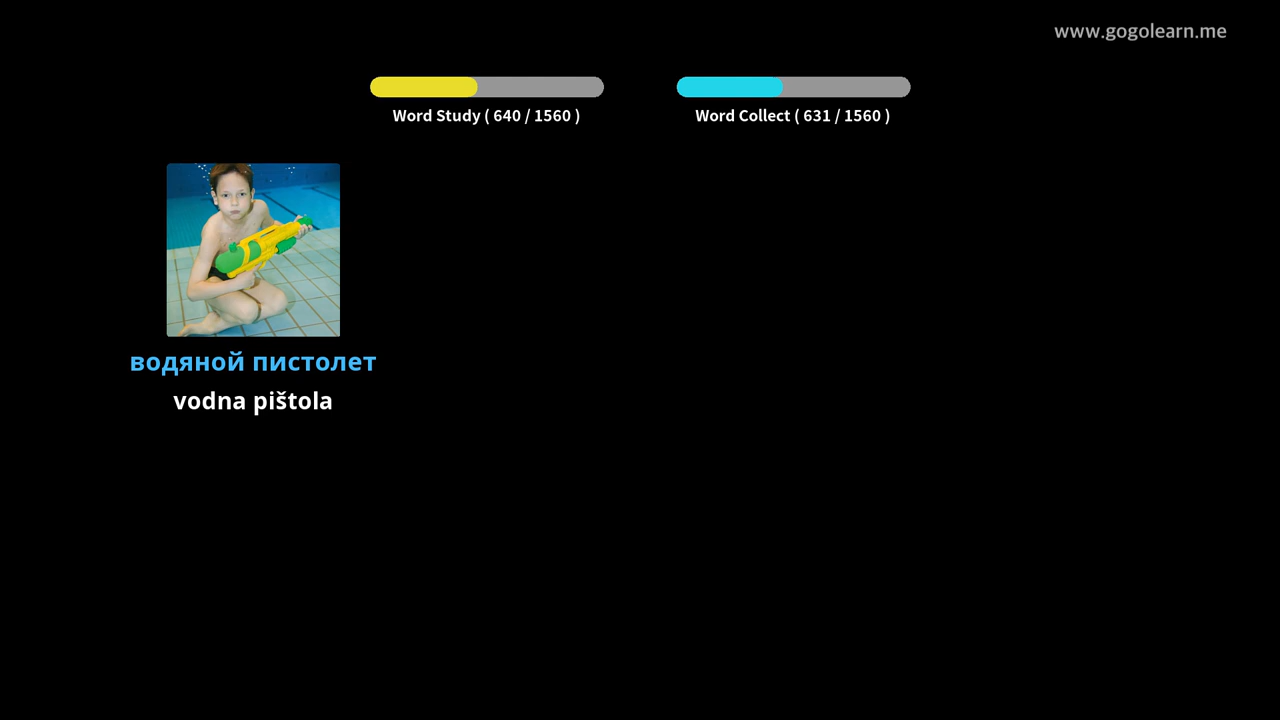 www.gogolearn.me
Word Study ( 640 / 1560 )
Word Collect ( 631 / 1560 )
водяной пистолет
vodna pištola